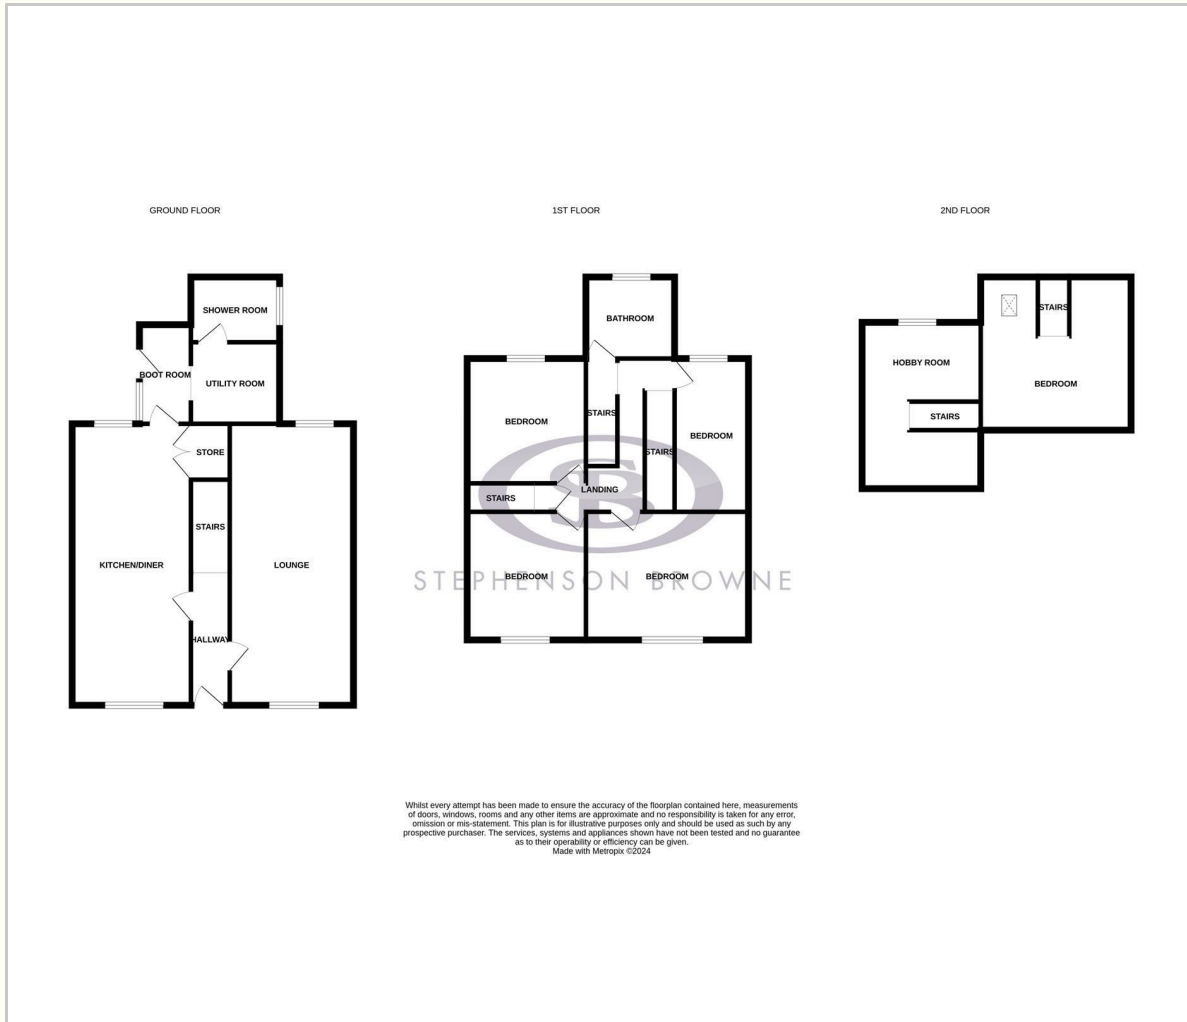 GROUND FLOOR
SHOWER ROOM
BOOT ROOM
UTILITY ROOM
STORE
STAIRS
KITCHEN/DINER
LOUNGE
HALLWAY
1ST FLOOR
BATHROOM
STAIRS
BEDROOM
BEDROOM
STAIRS
LANDING
STAIRS
BEDROOM
BEDROOM
SB
STEPHENSON BROWNE
2ND FLOOR
STAIRS
HOBBY ROOM
BEDROOM
STAIRS
Whilst every attempt has been made to ensure the accuracy of the floorplan contained here, measurements
of doors, windows, rooms and any other items are approximate and no responsibility is taken for any error,
omission or mis-statement. This plan is for illustrative purposes only and should be used as such by any
prospective purchaser. The services, systems and appliances shown have not been tested and no guarantee
as to their operability or efficiency can be given.
Made with Metropix ©2024